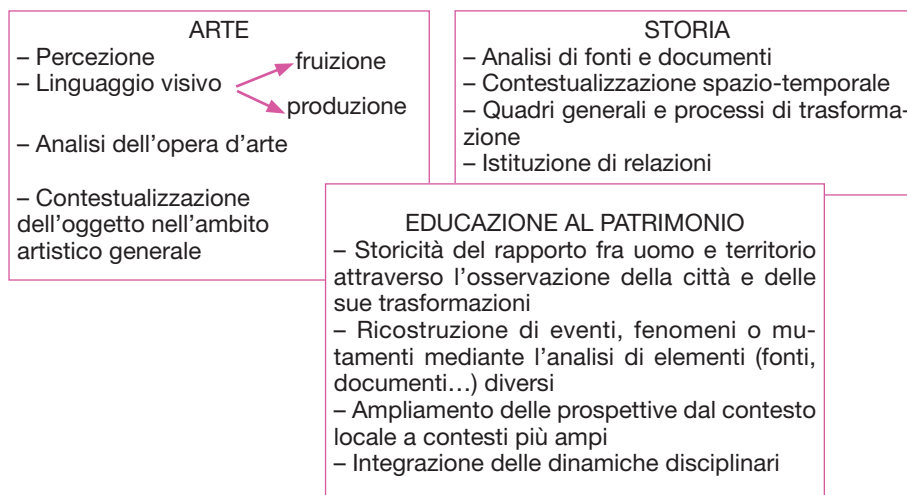 ARTE
– Percezione
– Linguaggio visivo
fruizione
produzione
– Analisi dell’opera d’arte
– Contestualizzazione
dell’oggetto nell’ambito
artistico generale
STORIA
– Analisi di fonti e documenti
– Contestualizzazione spazio-temporale
– Quadri generali e processi di trasforma-
zione
– Istituzione di relazioni
EDUCAZIONE AL PATRIMONIO
– Storicità del rapporto fra uomo e territorio
attraverso l’osservazione della città e delle
sue trasformazioni
– Ricostruzione di eventi, fenomeni o mu-
tamenti mediante l’analisi di elementi (fonti,
documenti…) diversi
– Ampliamento delle prospettive dal contesto
locale a contesti più ampi
– Integrazione delle dinamiche disciplinari